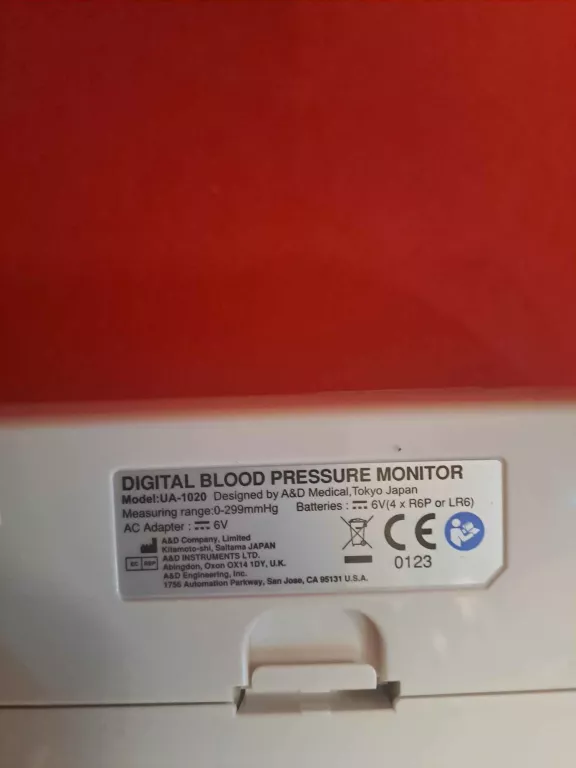 DIGITAL BLOOD PRESSURE MONITOR
Model:UA-1020 Designed by A&D Medical,Tokyo Japan
Measuring range:0-299mmHg Batteries : 6V(4 x R6P or LR6)
AC Adapter : 6V
A&D Company, Limited
Kitamoto-shi, Saitama JAPAN
EC REP
A&D INSTRUMENTS LTD.
Abingdon, Oxon OX14 1DY, U.K.
A&D Engineering, Inc.
1756 Automation Parkway, San Jose, CA 95131 U.S.A.
CE
0123